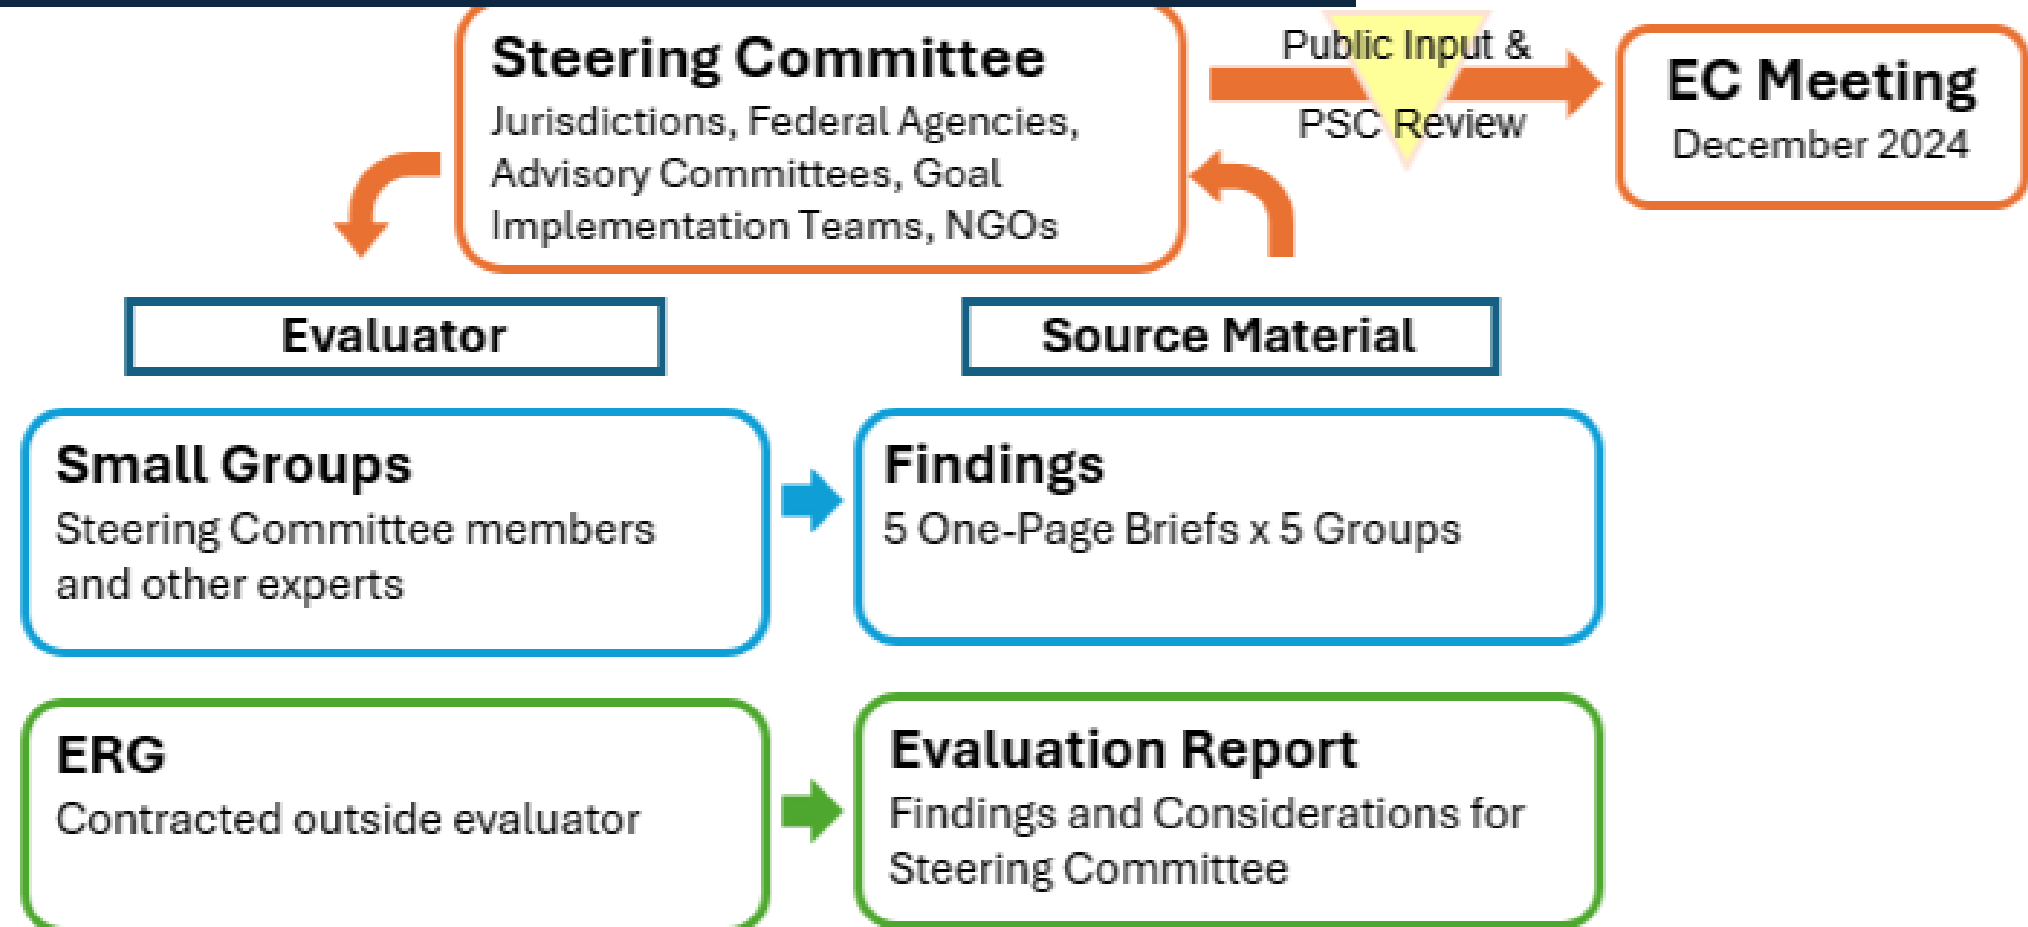 Steering Committee
Jurisdictions, Federal Agencies,
Advisory Committees, Goal
Implementation Teams, NGOs
Public Input &
PSC Review
EC Meeting
December 2024
Evaluator
Source Material
Small Groups
Steering Committee members
and other experts
Findings
5 One-Page Briefs x 5 Groups
ERG
Contracted outside evaluator
Evaluation Report
Findings and Considerations for
Steering Committee